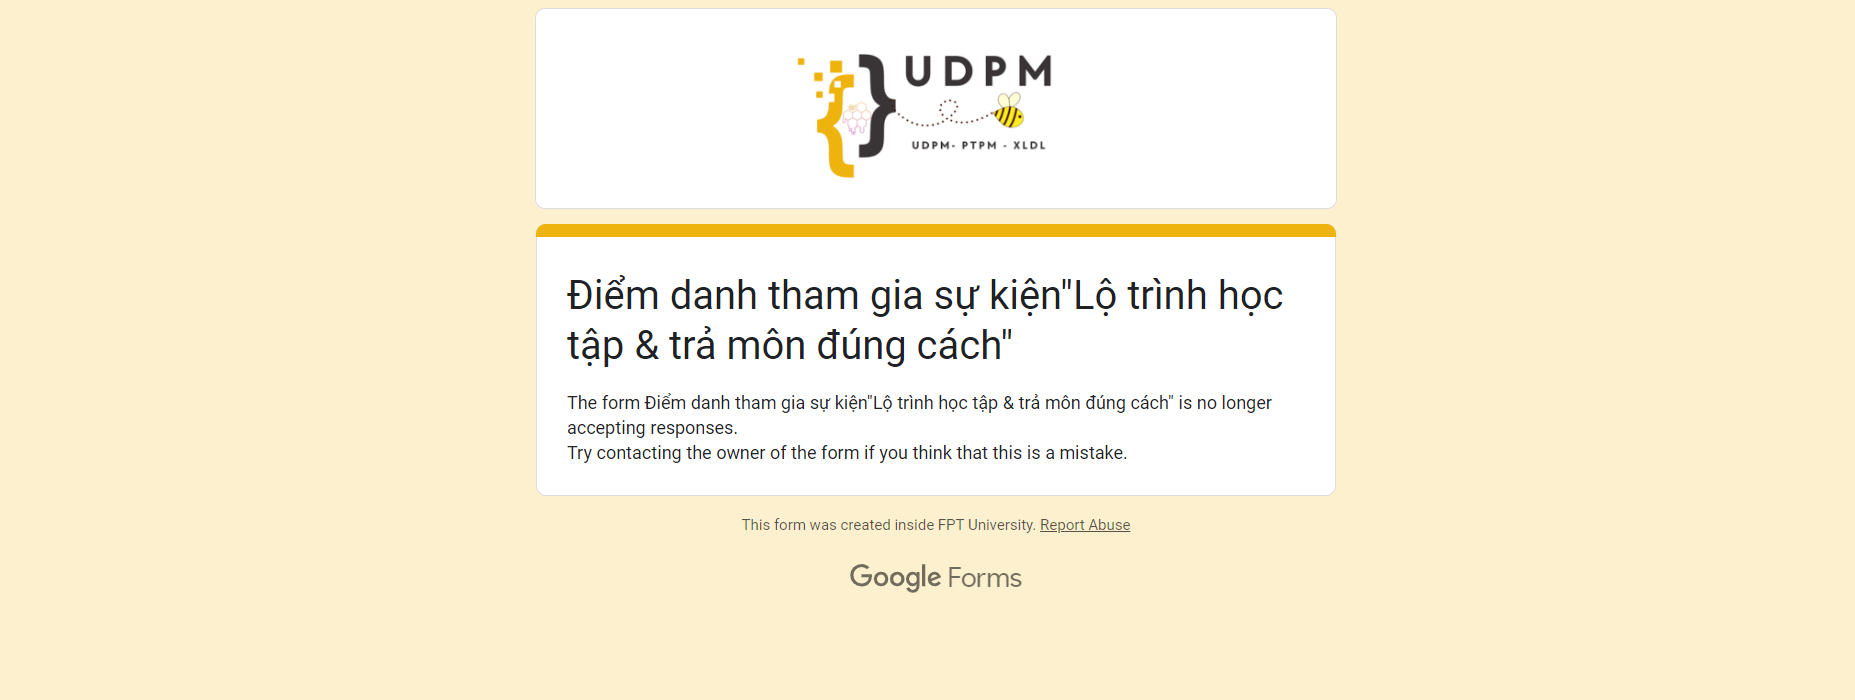 UDPM
UDPM- PTPM - XLDL
Điểm danh tham gia sự kiện"Lộ trình học
tập & trả môn đúng cách"
The form Điểm danh tham gia sự kiện"Lộ trình học tập & trả môn đúng cách" is no longer
accepting responses.
Try contacting the owner of the form if you think that this is a mistake.
This form was created inside FPT University. Report Abuse
Google Forms